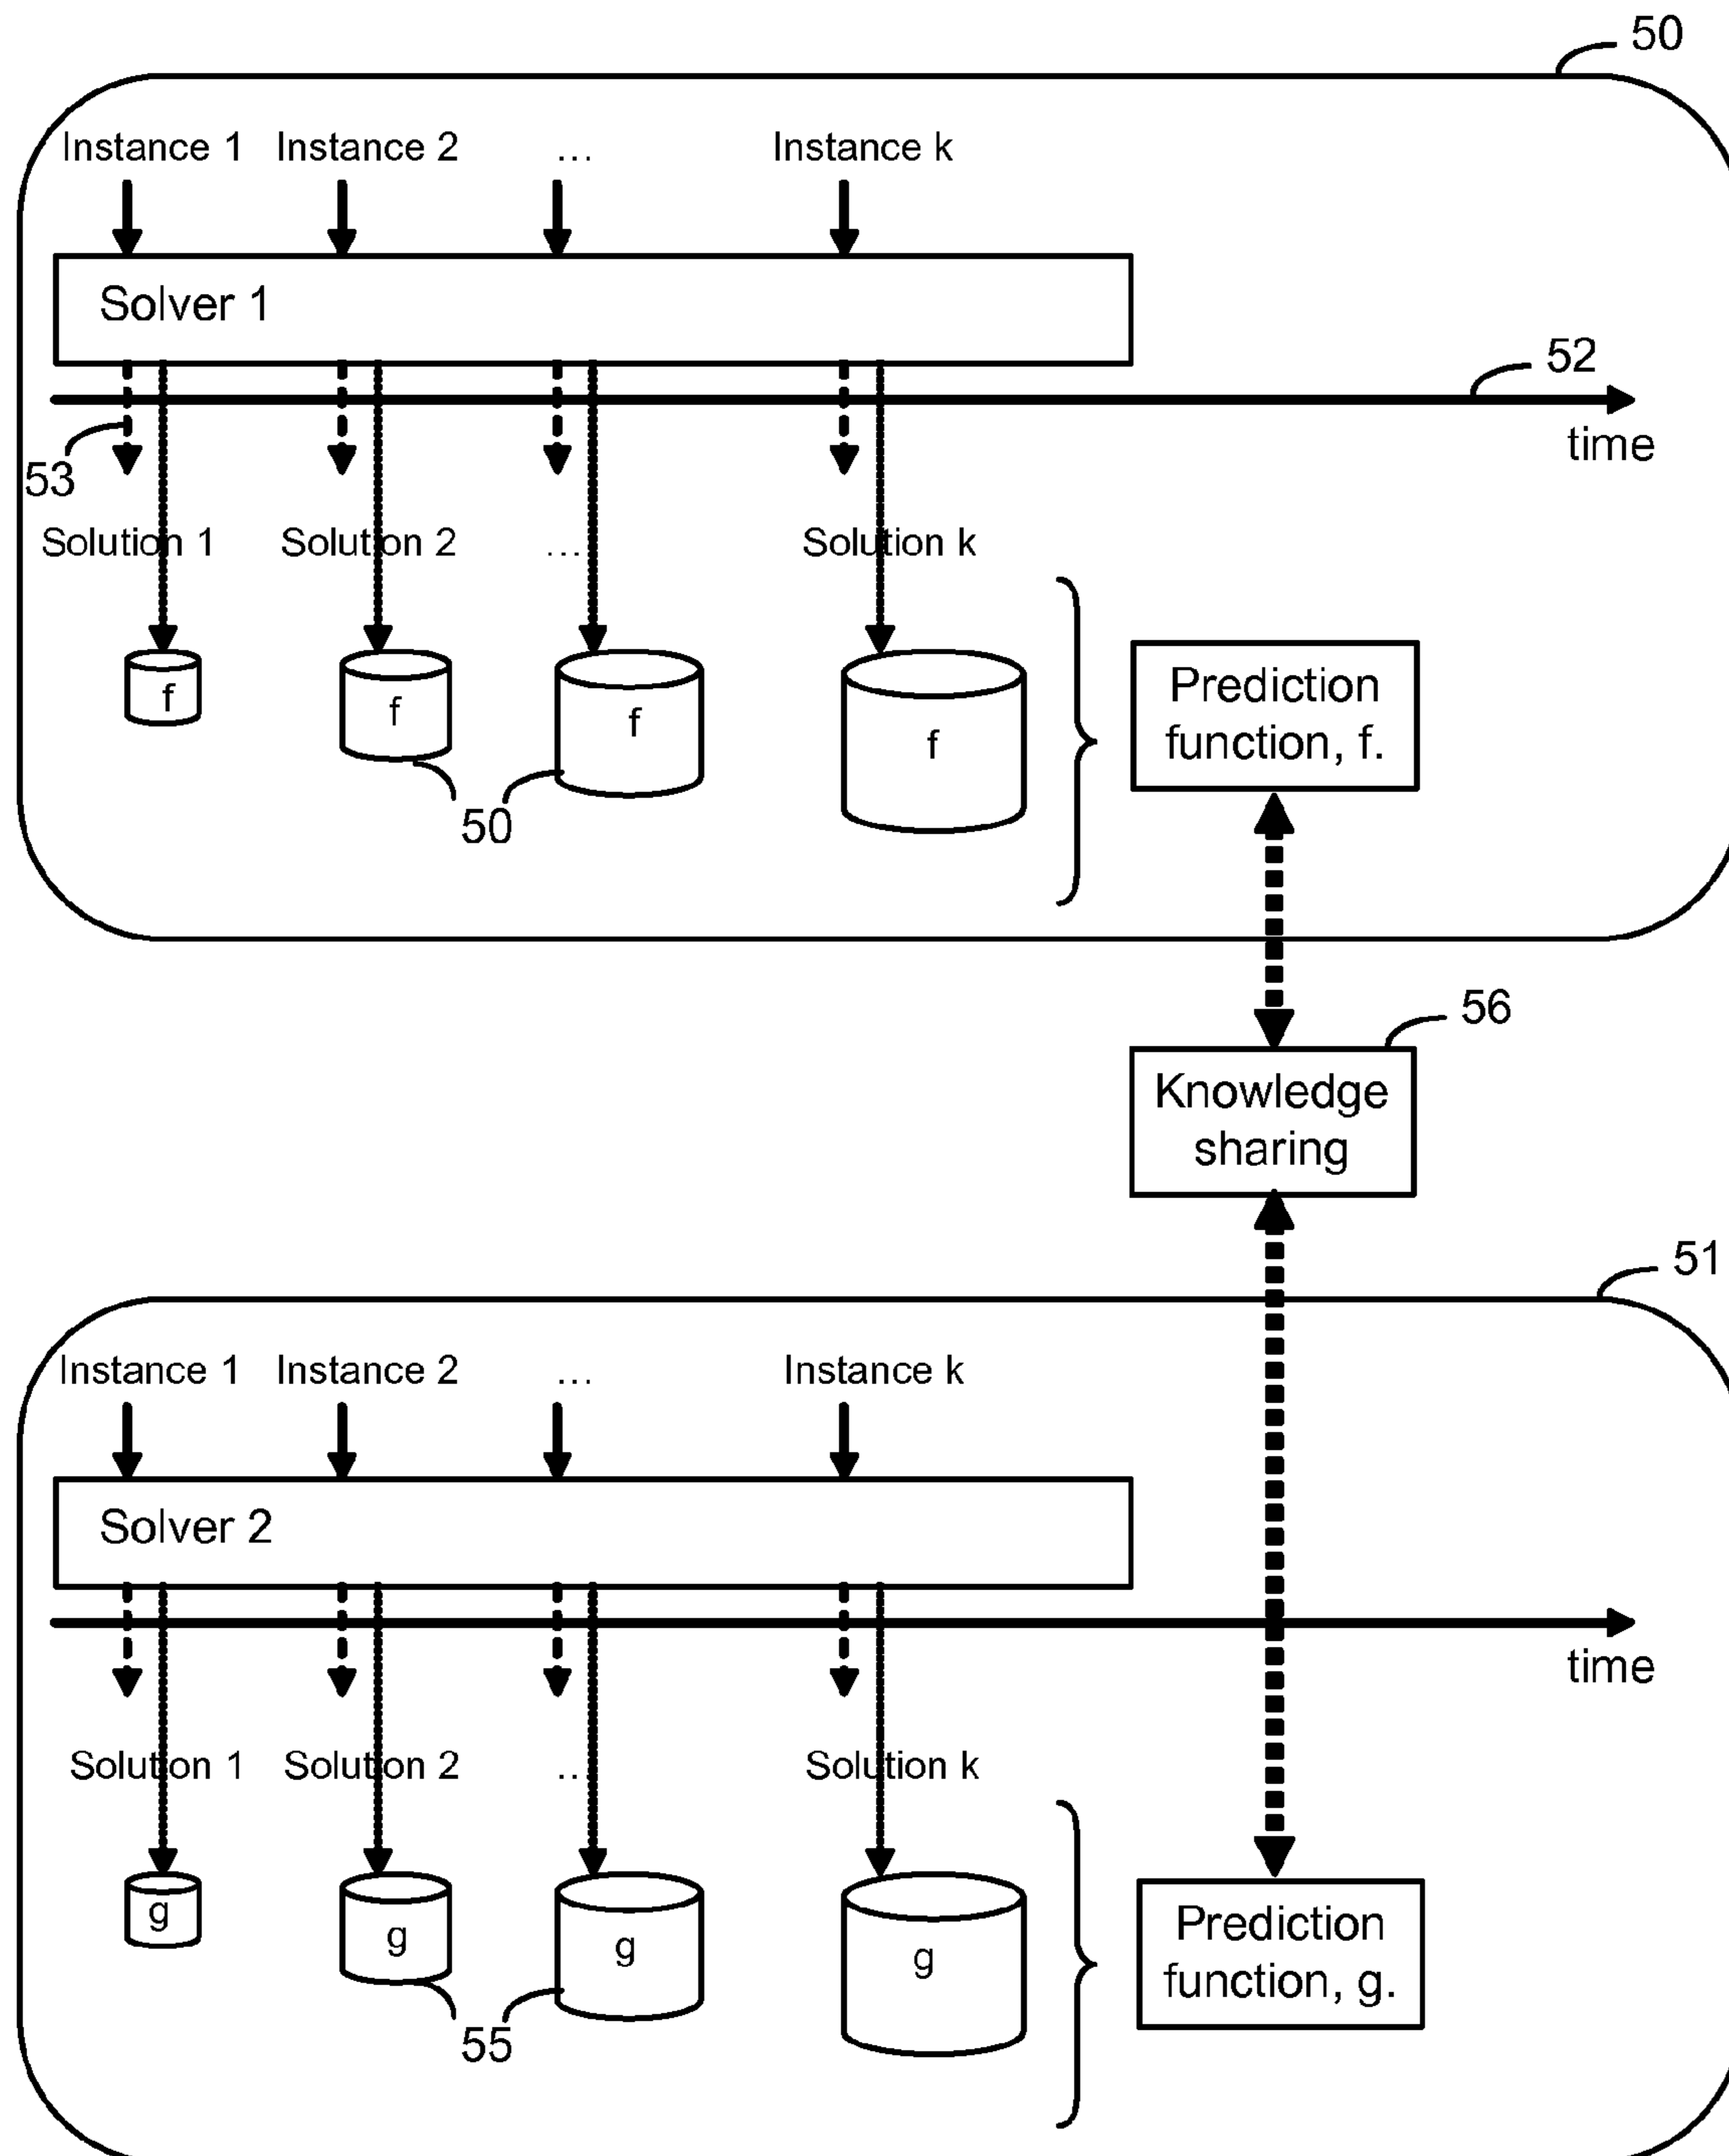 50
Instance 1 Instance 2 ... Instance k
Solver 1
52
time
53
Solution 1 Solution 2 ... Solution k
f f f f
Prediction
function, f.
50
56
Knowledge
sharing
51
Instance 1 Instance 2 ... Instance k
Solver 2
time
Solution 1 Solution 2 ... Solution k
g g g g
Prediction
function, g.
55